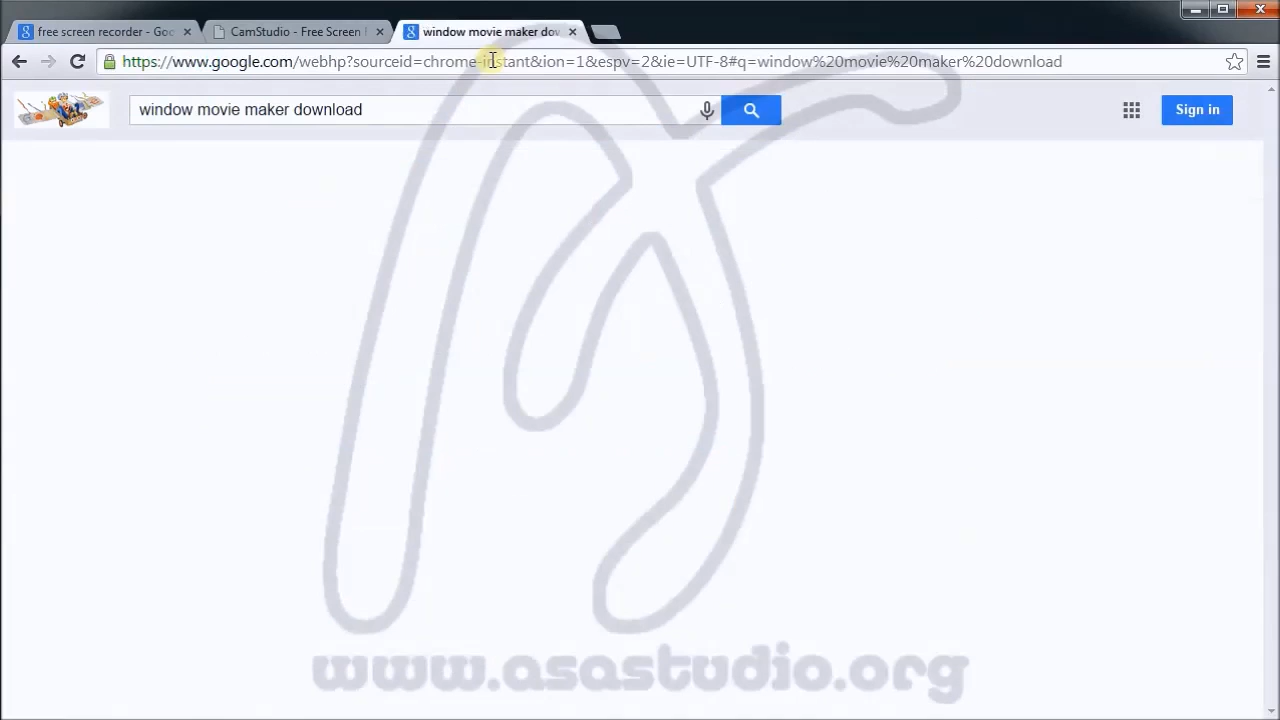 free screen recorder - Goo
CamStudio - Free Screen
window movie maker dow
https://www.google.com/webhp?sourceid=chrome-instant&ion=1&espv=2&ie=UTF-8#q=window%20movie%20maker%20download
window movie maker download
Sign in
www.asastudio.org